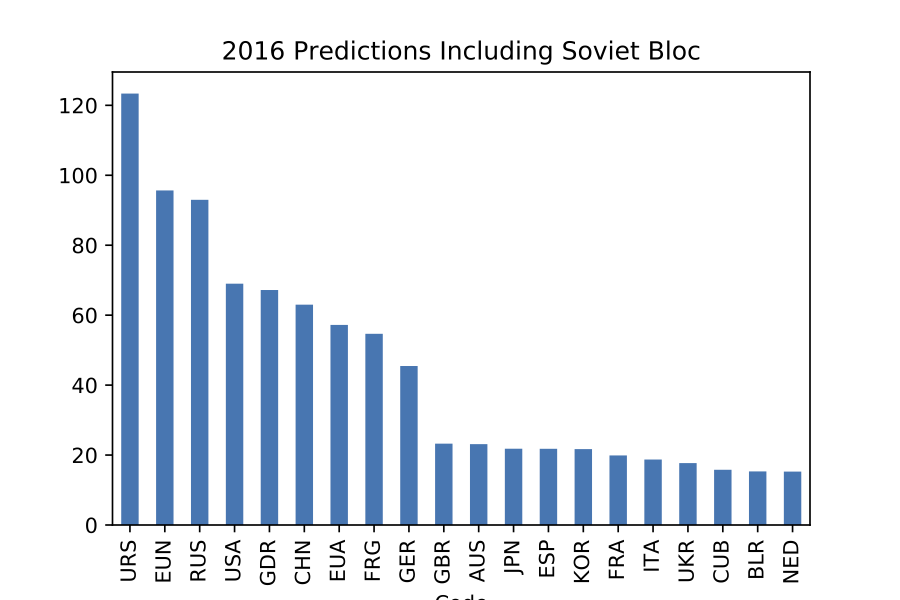 2016 Predictions Including Soviet Bloc
120
100
80
60
40
20
0
URS
EUN
RUS
USA
GDR
CHN
EUA
FRG
GER
GBR
AUS
JPN
ESP
KOR
FRA
ITA
UKR
CUB
BLR
NED
Code